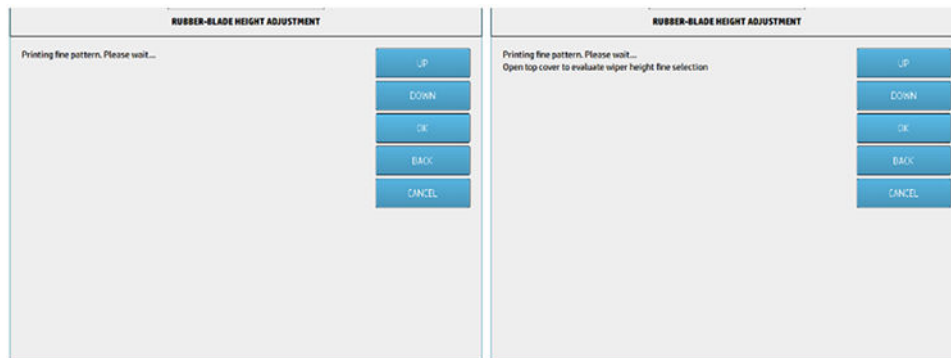 RUBBER-BLADE HEIGHT ADJUSTMENT
Printing fine pattern. Please wait...
UP
DOWN
OK
BACK
CANCEL
RUBBER-BLADE HEIGHT ADJUSTMENT
Printing fine pattern. Please wait...
Open top cover to evaluate wiper height fine selection
UP
DOWN
OK
BACK
CANCEL